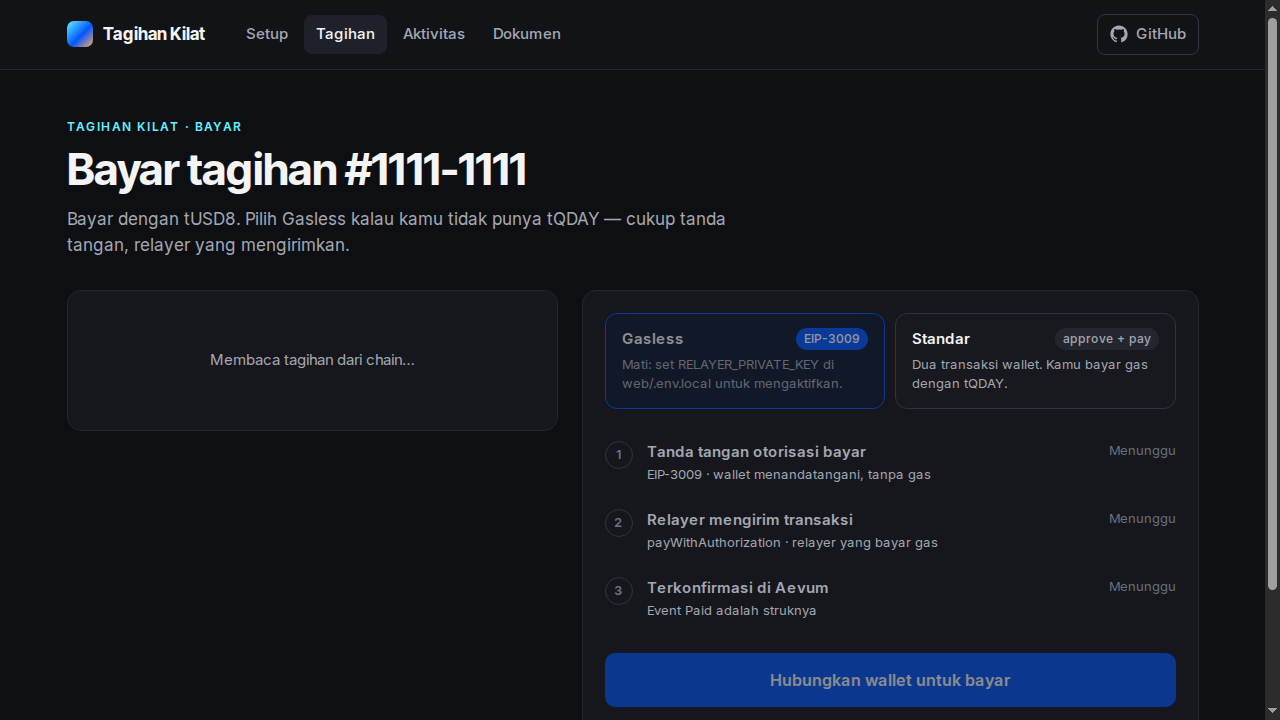 Tagihan Kilat
Setup
Tagihan
Aktivitas
Dokumen
GitHub
TAGIHAN KILAT · BAYAR
Bayar tagihan #1111-1111
Bayar dengan tUSD8. Pilih Gasless kalau kamu tidak punya tQDAY — cukup tanda
tangan, relayer yang mengirimkan.
Membaca tagihan dari chain...
Gasless
EIP-3009
Mati: set RELAYER_PRIVATE_KEY di
web/.env.local untuk mengaktifkan.
Standar
approve + pay
Dua transaksi wallet. Kamu bayar gas
dengan tQDAY.
1
Tanda tangan otorisasi bayar
Menunggu
EIP-3009 · wallet menandatangani, tanpa gas
2
Relayer mengirim transaksi
Menunggu
payWithAuthorization · relayer yang bayar gas
3
Terkonfirmasi di Aevum
Menunggu
Event Paid adalah struknya
Hubungkan wallet untuk bayar